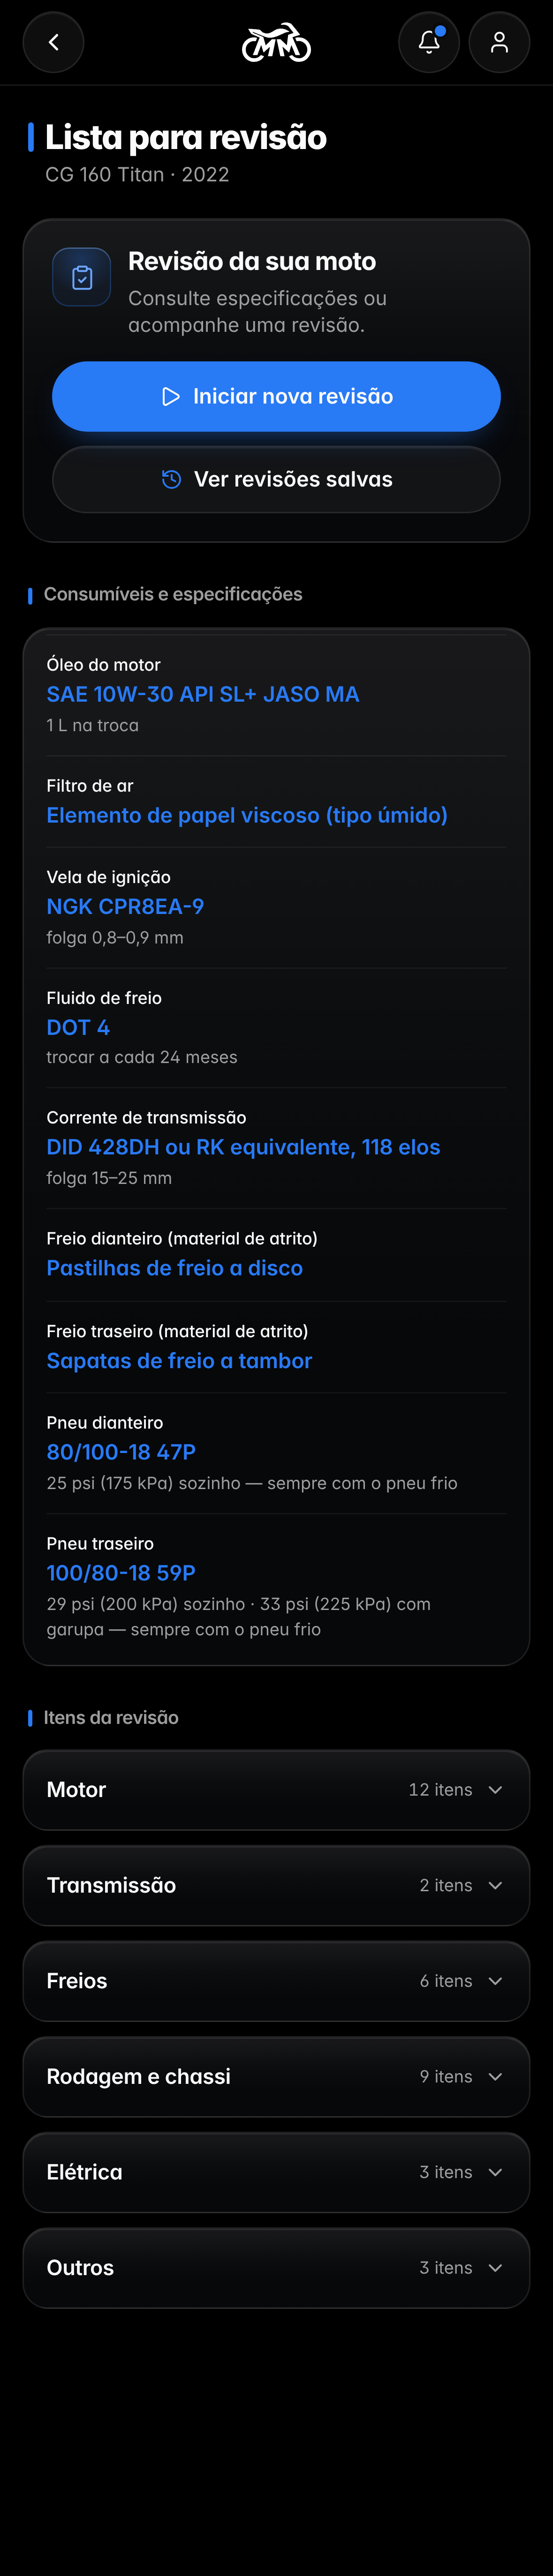 MM
Lista para revisão
CG 160 Titan · 2022
Revisão da sua moto
Consulte especificações ou
acompanhe uma revisão.
Iniciar nova revisão
Ver revisões salvas
Consumíveis e especificações
Óleo do motor
SAE 10W-30 API SL+ JASO MA
1 L na troca
Filtro de ar
Elemento de papel viscoso (tipo úmido)
Vela de ignição
NGK CPR8EA-9
folga 0,8–0,9 mm
Fluido de freio
DOT 4
trocar a cada 24 meses
Corrente de transmissão
DID 428DH ou RK equivalente, 118 elos
folga 15–25 mm
Freio dianteiro (material de atrito)
Pastilhas de freio a disco
Freio traseiro (material de atrito)
Sapatas de freio a tambor
Pneu dianteiro
80/100-18 47P
25 psi (175 kPa) sozinho — sempre com o pneu frio
Pneu traseiro
100/80-18 59P
29 psi (200 kPa) sozinho · 33 psi (225 kPa) com
garupa — sempre com o pneu frio
Itens da revisão
Motor 12 itens
Transmissão 2 itens
Freios 6 itens
Rodagem e chassi 9 itens
Elétrica 3 itens
Outros 3 itens